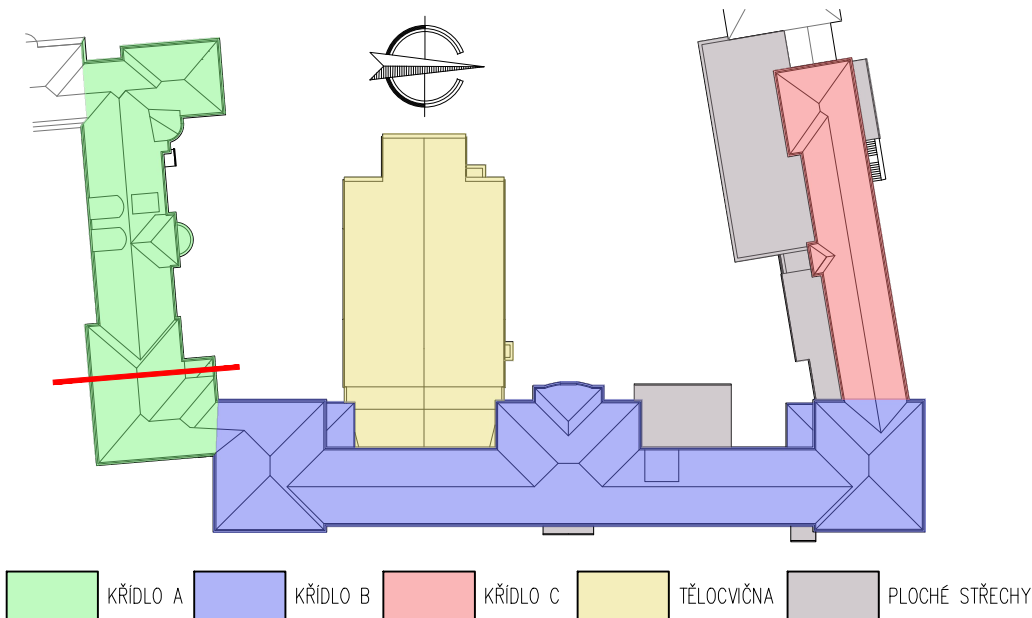 KŘÍDLO A
KŘÍDLO B
KŘÍDLO C
TĚLOCVIČNA
PLOCHÉ STŘECHY